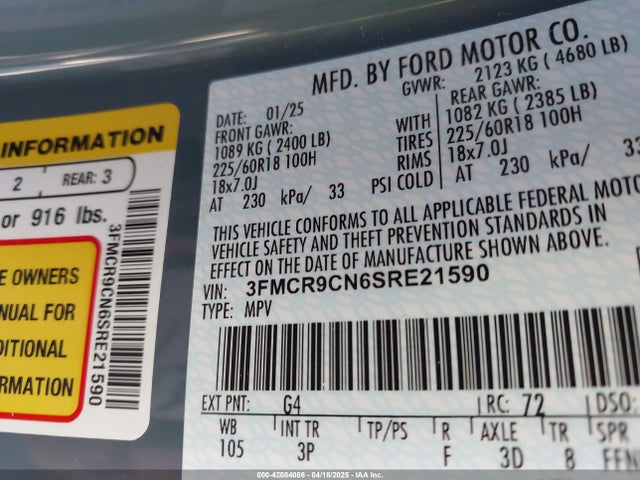 INFORMATION
2 REAR: 3
or 916 lbs.
E OWNERS
NUAL FOR
DITIONAL
RMATION
3FMCR9CN6SRE21590
MFD. BY FORD MOTOR CO.
DATE: 01/25 GVWR: 2123 KG ( 4680 LB)
FRONT GAWR: REAR GAWR:
1089 KG ( 2400 LB) WITH 1082 KG ( 2385 LB)
225/60R18 100H TIRES 225/60R18 100H
18x7.0J RIMS 18x7.0J
AT 230 kPa/ 33 PSI COLD AT 230 kPa/ 33
THIS VEHICLE CONFORMS TO ALL APPLICABLE FEDERAL MOTO
VEHICLE SAFETY AND THEFT PREVENTION STANDARDS IN
EFFECT ON THE DATE OF MANUFACTURE SHOWN ABOVE.
VIN: 3FMCR9CN6SRE21590
TYPE: MPV
EXT PNT: G4 RC: 72 DSO:
WB INT TR TP/PS R AXLE TR SPR
105 3P F 3D 8
000-42084086 - 04/18/2025 - IAAI, Inc.